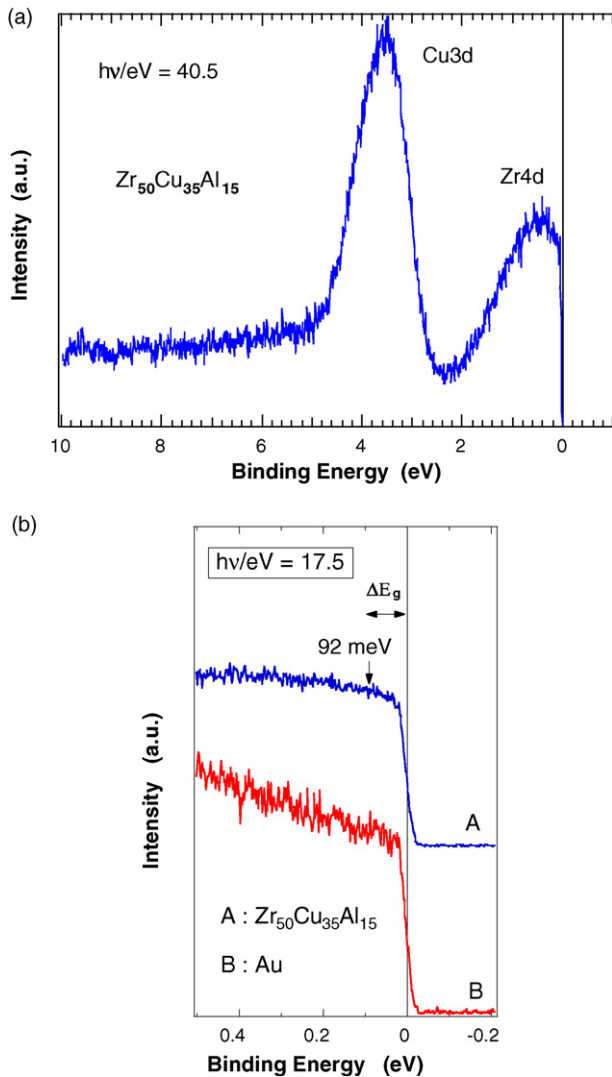 (a)
hν/eV = 40.5
Cu3d
Zr₅₀Cu₃₅Al₁₅
Zr4d
Intensity (a.u.)
10 8 6 4 2 0
Binding Energy (eV)
(b)
hν/eV = 17.5
ΔE𝗀
92 meV
Intensity (a.u.)
A
A : Zr₅₀Cu₃₅Al₁₅
B : Au
B
0.4 0.2 0 -0.2
Binding Energy (eV)